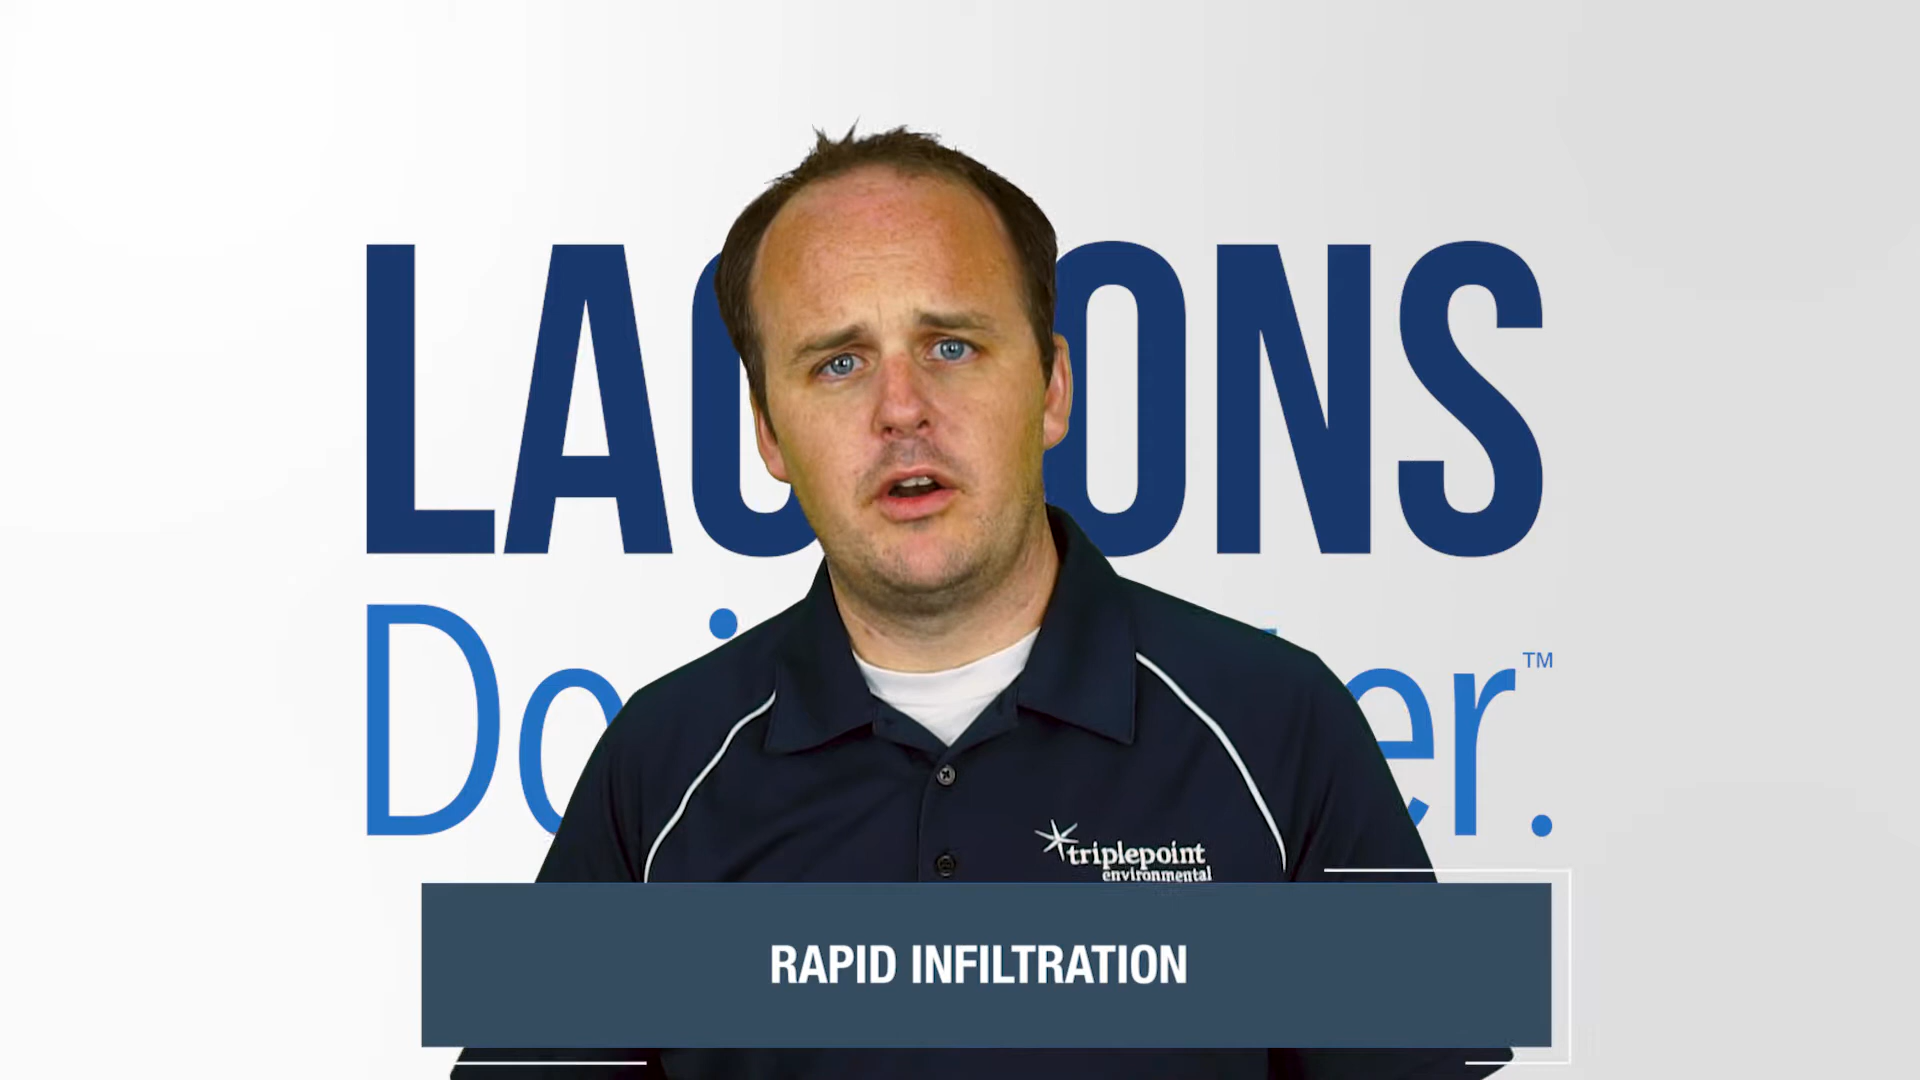 LAG ONS
Do er.™
triplepoint
environmental
RAPID INFILTRATION